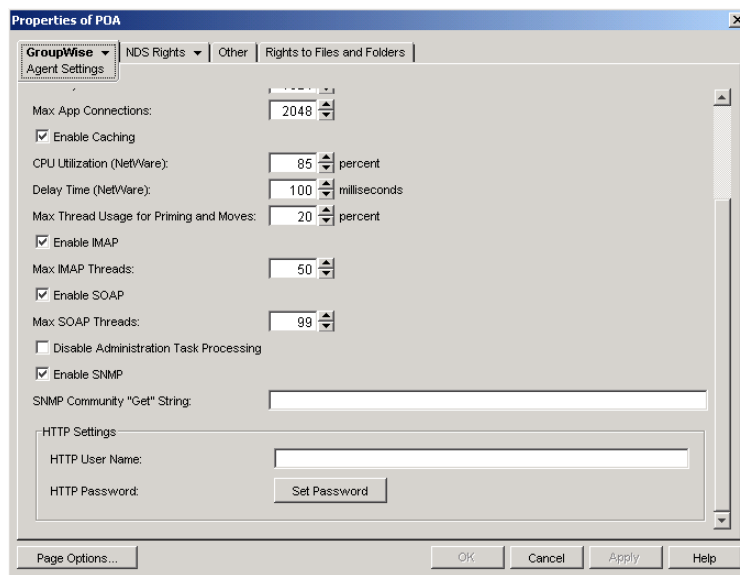 Properties of POA
GroupWise NDS Rights Other Rights to Files and Folders
Agent Settings
Max App Connections: 2048
Enable Caching
CPU Utilization (NetWare): 85 percent
Delay Time (NetWare): 100 milliseconds
Max Thread Usage for Priming and Moves: 20 percent
Enable IMAP
Max IMAP Threads: 50
Enable SOAP
Max SOAP Threads: 99
Disable Administration Task Processing
Enable SNMP
SNMP Community "Get" String:
HTTP Settings
HTTP User Name:
HTTP Password: Set Password
Page Options... OK Cancel Apply Help